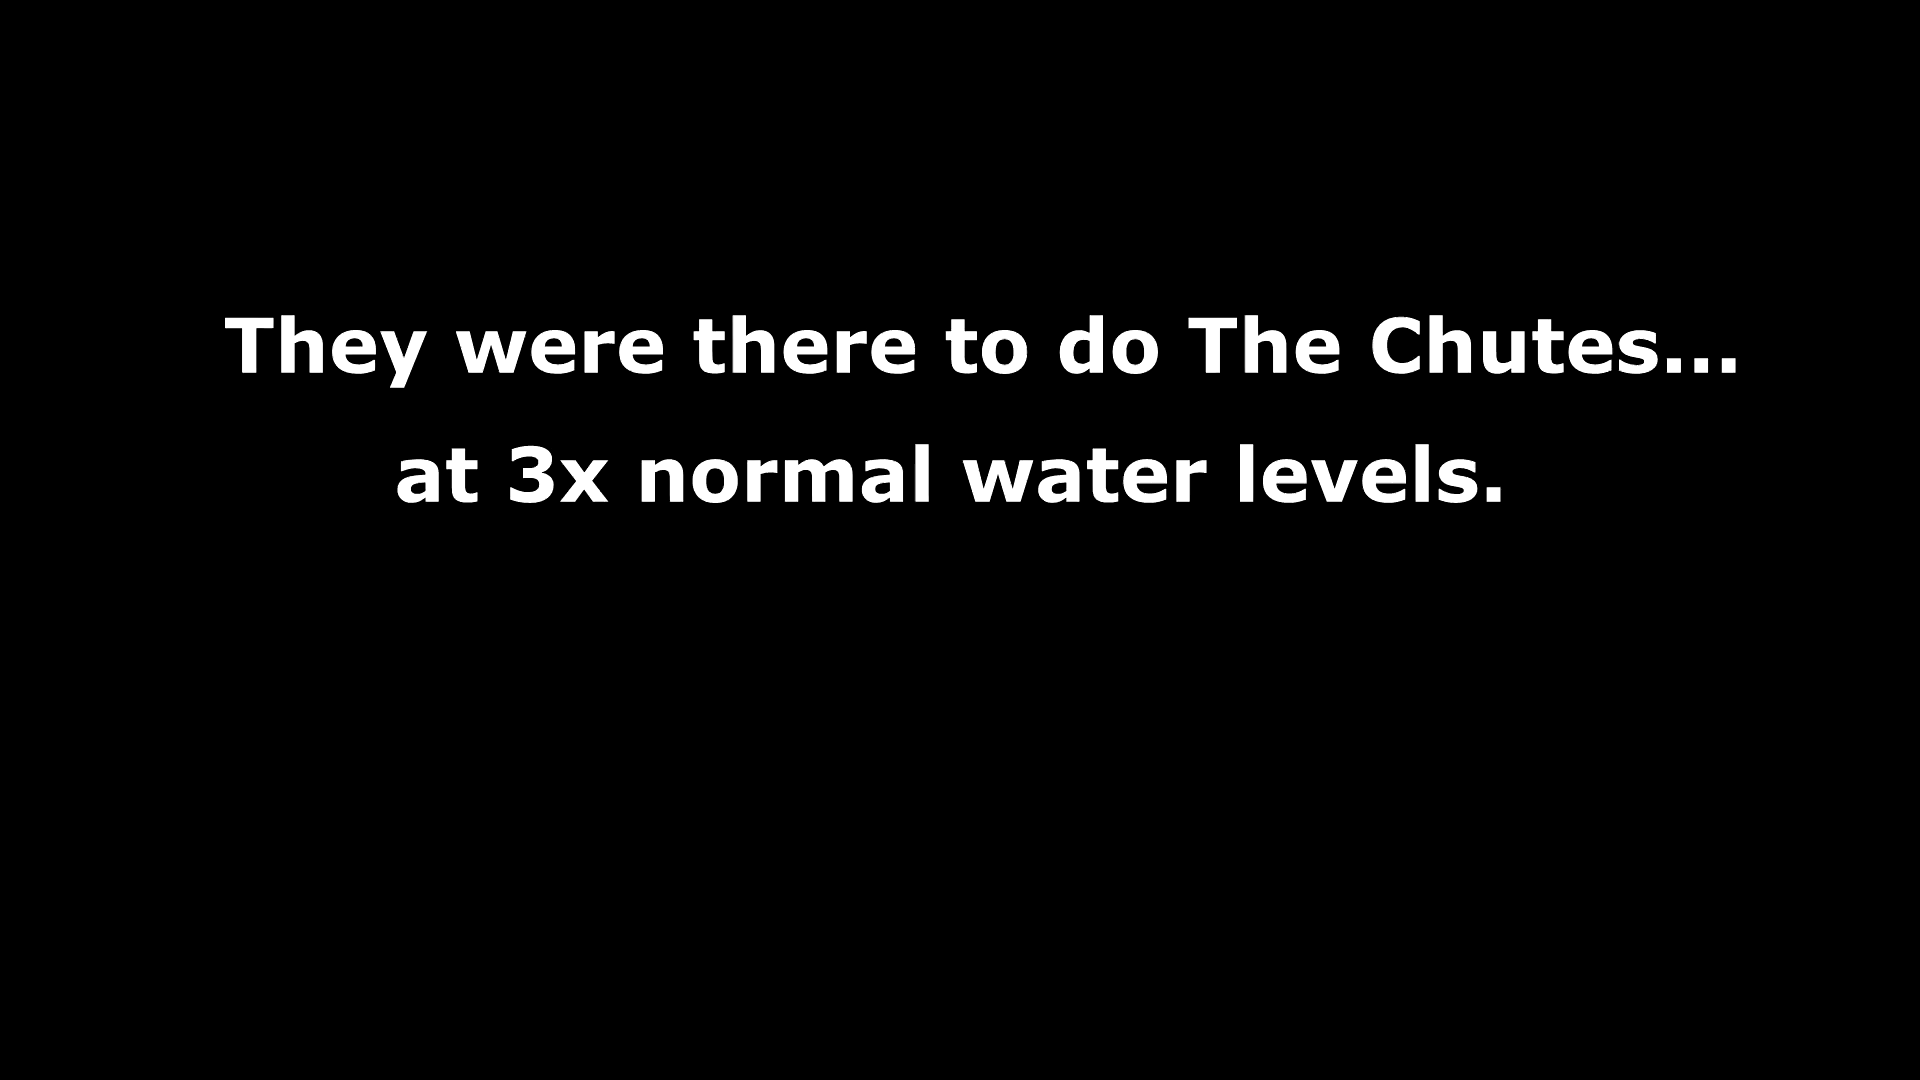 They were there to do The Chutes...
at 3x normal water levels.